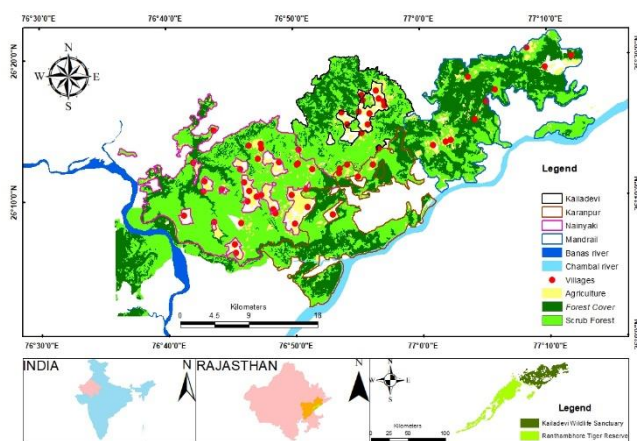 76°30'0"E 76°40'0"E 76°50'0"E 77°0'0"E 77°10'0"E
26°20'0"N
26°10'0"N
N
W E
S
Legend
Kailadevi
Karanpur
Nainyaki
Mandrail
Banas river
Chambal river
Villages
Agriculture
Forest Cover
Scrub Forest
Kilometers
0 4.5 9 18
76°30'0"E 76°40'0"E 76°50'0"E 77°0'0"E 77°10'0"E
INDIA
N
RAJASTHAN
N
Kilometers
Legend
Kailadevi Wildlife Sanctuary
Ranthambhore Tiger Reserve